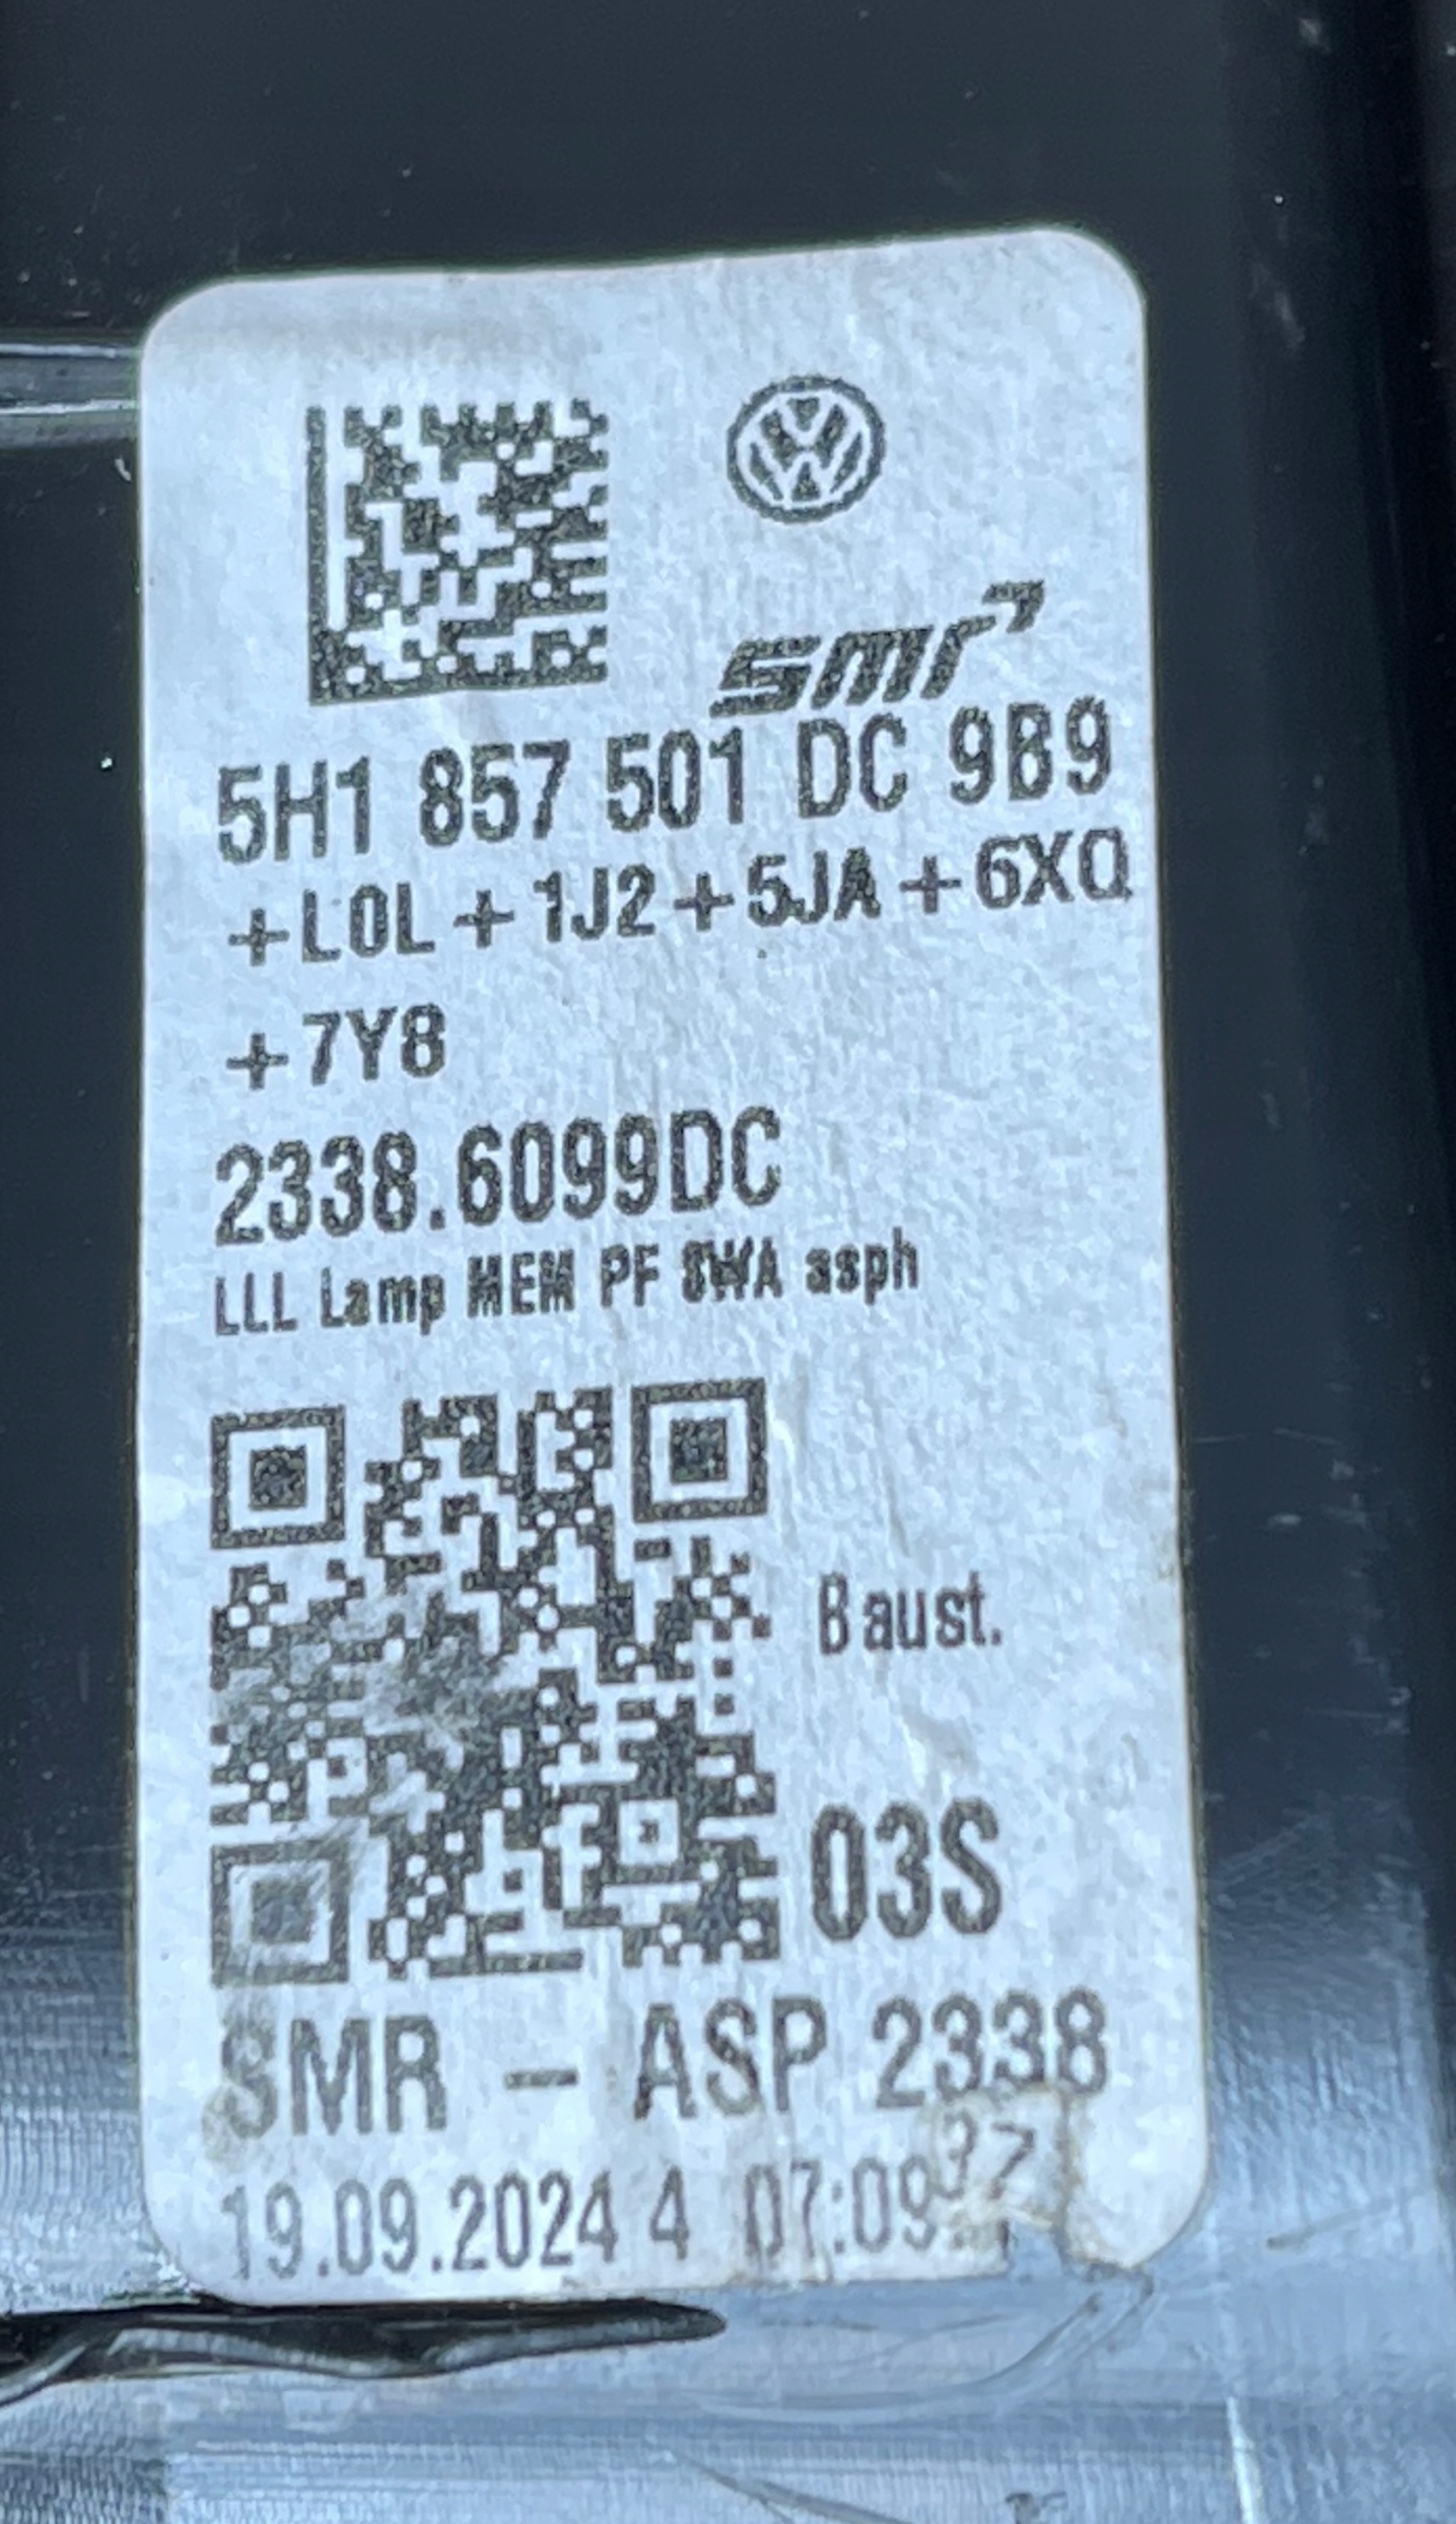 smr
5H1 857 501 DC 9B9
+L0L+1J2+5JA+6XQ
+7Y8
2338.6099DC
LLL Lamp MEM PF SWA asph
Baust.
03S
SMR - ASP 2338
19.09.2024 4 07:09